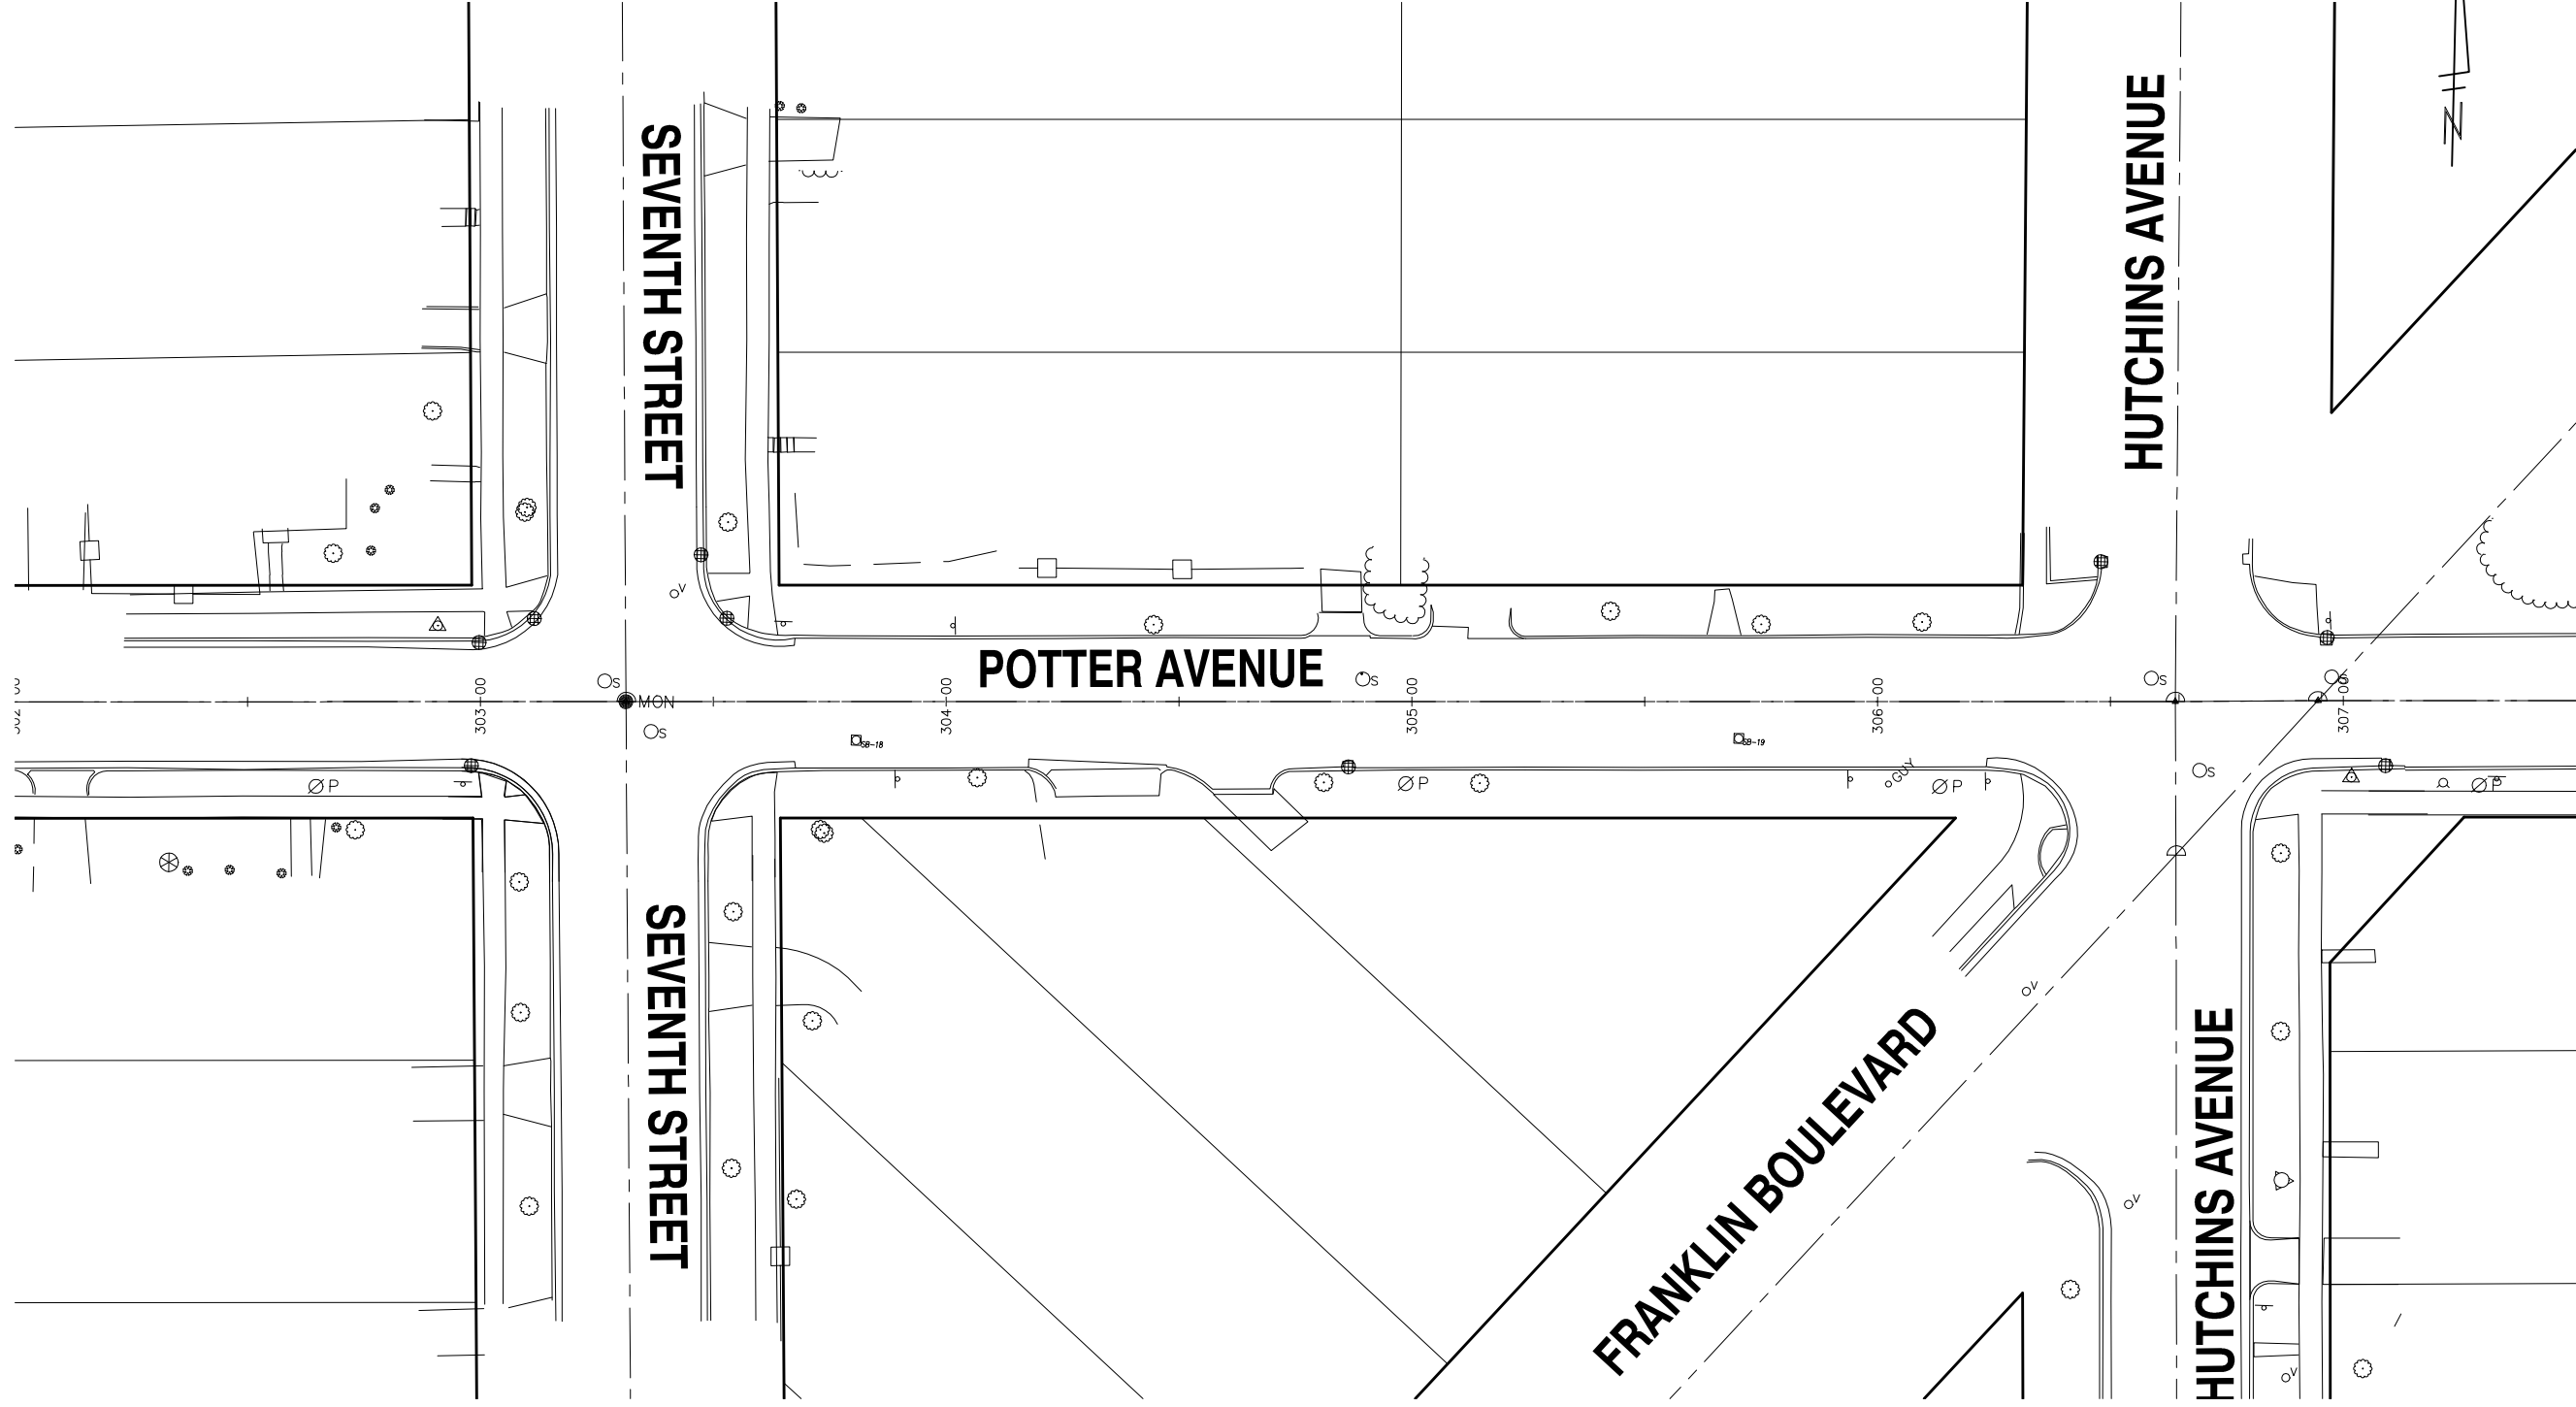 SEVENTH STREET
HUTCHINS AVENUE
N
V
POTTER AVENUE
S
S
S
S
303+00
304+00
305+00
306+00
307+00
MON
S
SB-18
SB-19
S
P
P
GUY
P
P
V
SEVENTH STREET
FRANKLIN BOULEVARD
HUTCHINS AVENUE
V
V